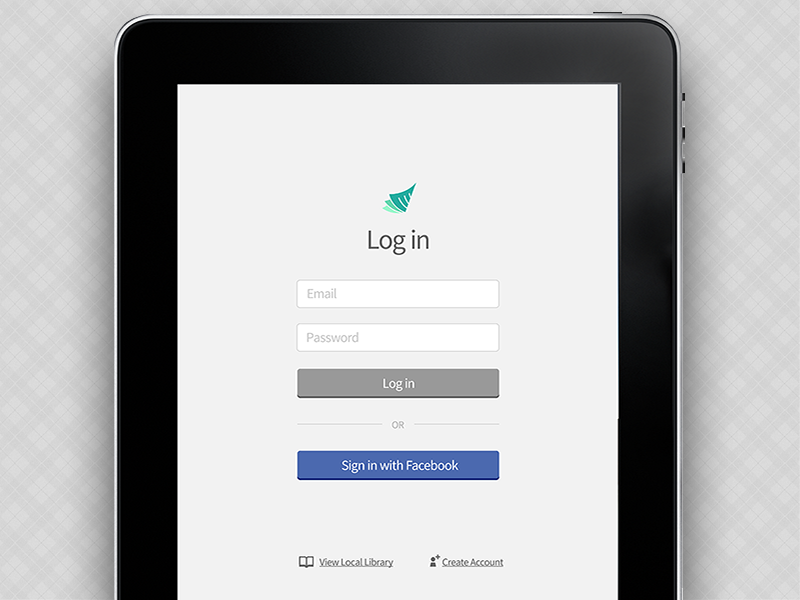 Log in
Email
Password
Log in
OR
Sign in with Facebook
View Local Library
Create Account